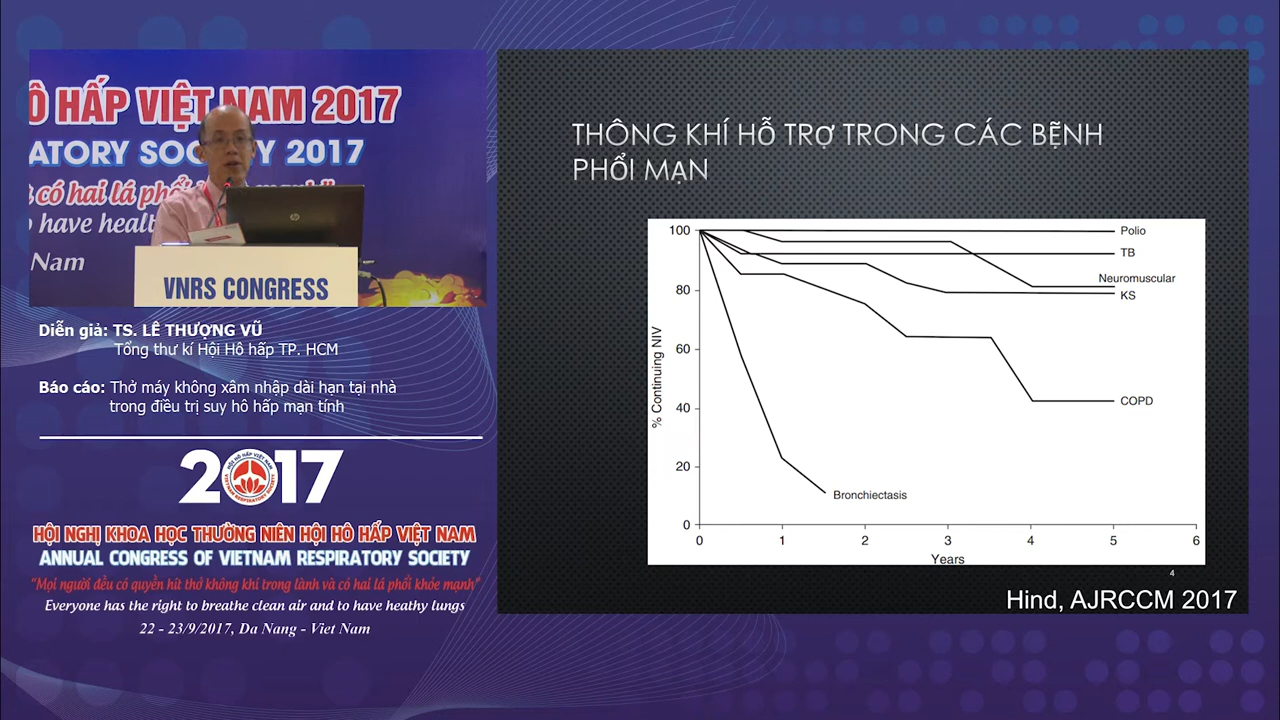 Ô HẤP VIỆT NAM 2017
ATORY SOC Y 2017
có hai lá phổi
have healt
Nam
hp
VNRS CONGRESS
Diễn giả: TS. LÊ THƯỢNG VŨ
Tổng thư kí Hội Hô hấp TP. HCM
Báo cáo: Thở máy không xâm nhập dài hạn tại nhà
trong điều trị suy hô hấp mạn tính
2017
HỘI NGHỊ KHOA HỌC THƯỜNG NIÊN HỘI HÔ HẤP VIỆT NAM
ANNUAL CONGRESS OF VIETNAM RESPIRATORY SOCIETY
“Mọi người đều có quyền hít thở không khí trong lành và có hai lá phổi khỏe mạnh”
Everyone has the right to breathe clean air and to have heathy lungs
22 - 23/9/2017, Da Nang - Viet Nam
THÔNG KHÍ HỖ TRỢ TRONG CÁC BỆNH
PHỔI MẠN
% Continuing NIV
100
80
60
40
20
0
Polio
TB
Neuromuscular
KS
COPD
Bronchiectasis
0 1 2 3 4 5 6
Years
4
Hind, AJRCCM 2017